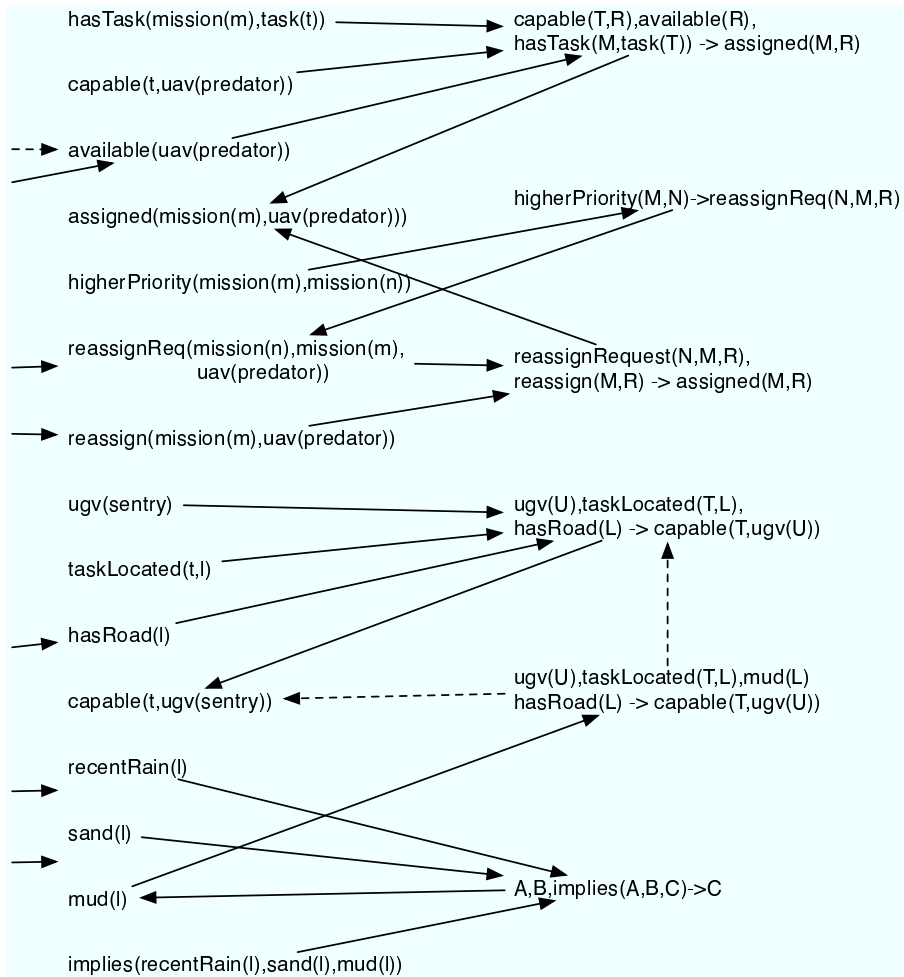 hasTask(mission(m),task(t))
capable(T,R),available(R),
hasTask(M,task(T)) -> assigned(M,R)
capable(t,uav(predator))
available(uav(predator))
assigned(mission(m),uav(predator)))
higherPriority(M,N)->reassignReq(N,M,R)
higherPriority(mission(m),mission(n))
reassignReq(mission(n),mission(m),
uav(predator))
reassignRequest(N,M,R),
reassign(M,R) -> assigned(M,R)
reassign(mission(m),uav(predator))
ugv(sentry)
ugv(U),taskLocated(T,L),
hasRoad(L) -> capable(T,ugv(U))
taskLocated(t,l)
hasRoad(l)
capable(t,ugv(sentry))
ugv(U),taskLocated(T,L),mud(L)
hasRoad(L) -> capable(T,ugv(U))
recentRain(l)
sand(l)
mud(l)
A,B,implies(A,B,C)->C
implies(recentRain(l),sand(l),mud(l))